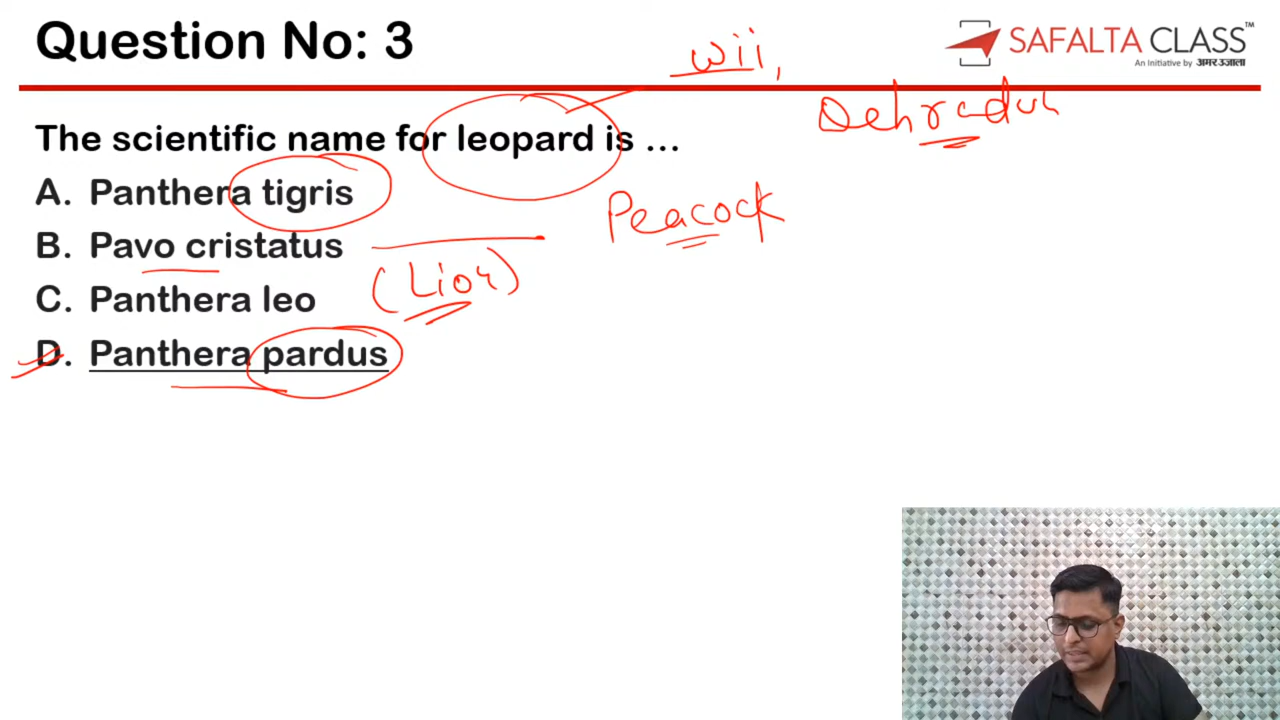 Question No: 3
SAFALTA CLASS™
An Initiative by अमर उजाला
wii,
Dehradun
The scientific name for leopard is ...
A. Panthera tigris
Peacock
B. Pavo cristatus
(Lion)
C. Panthera leo
D. Panthera pardus